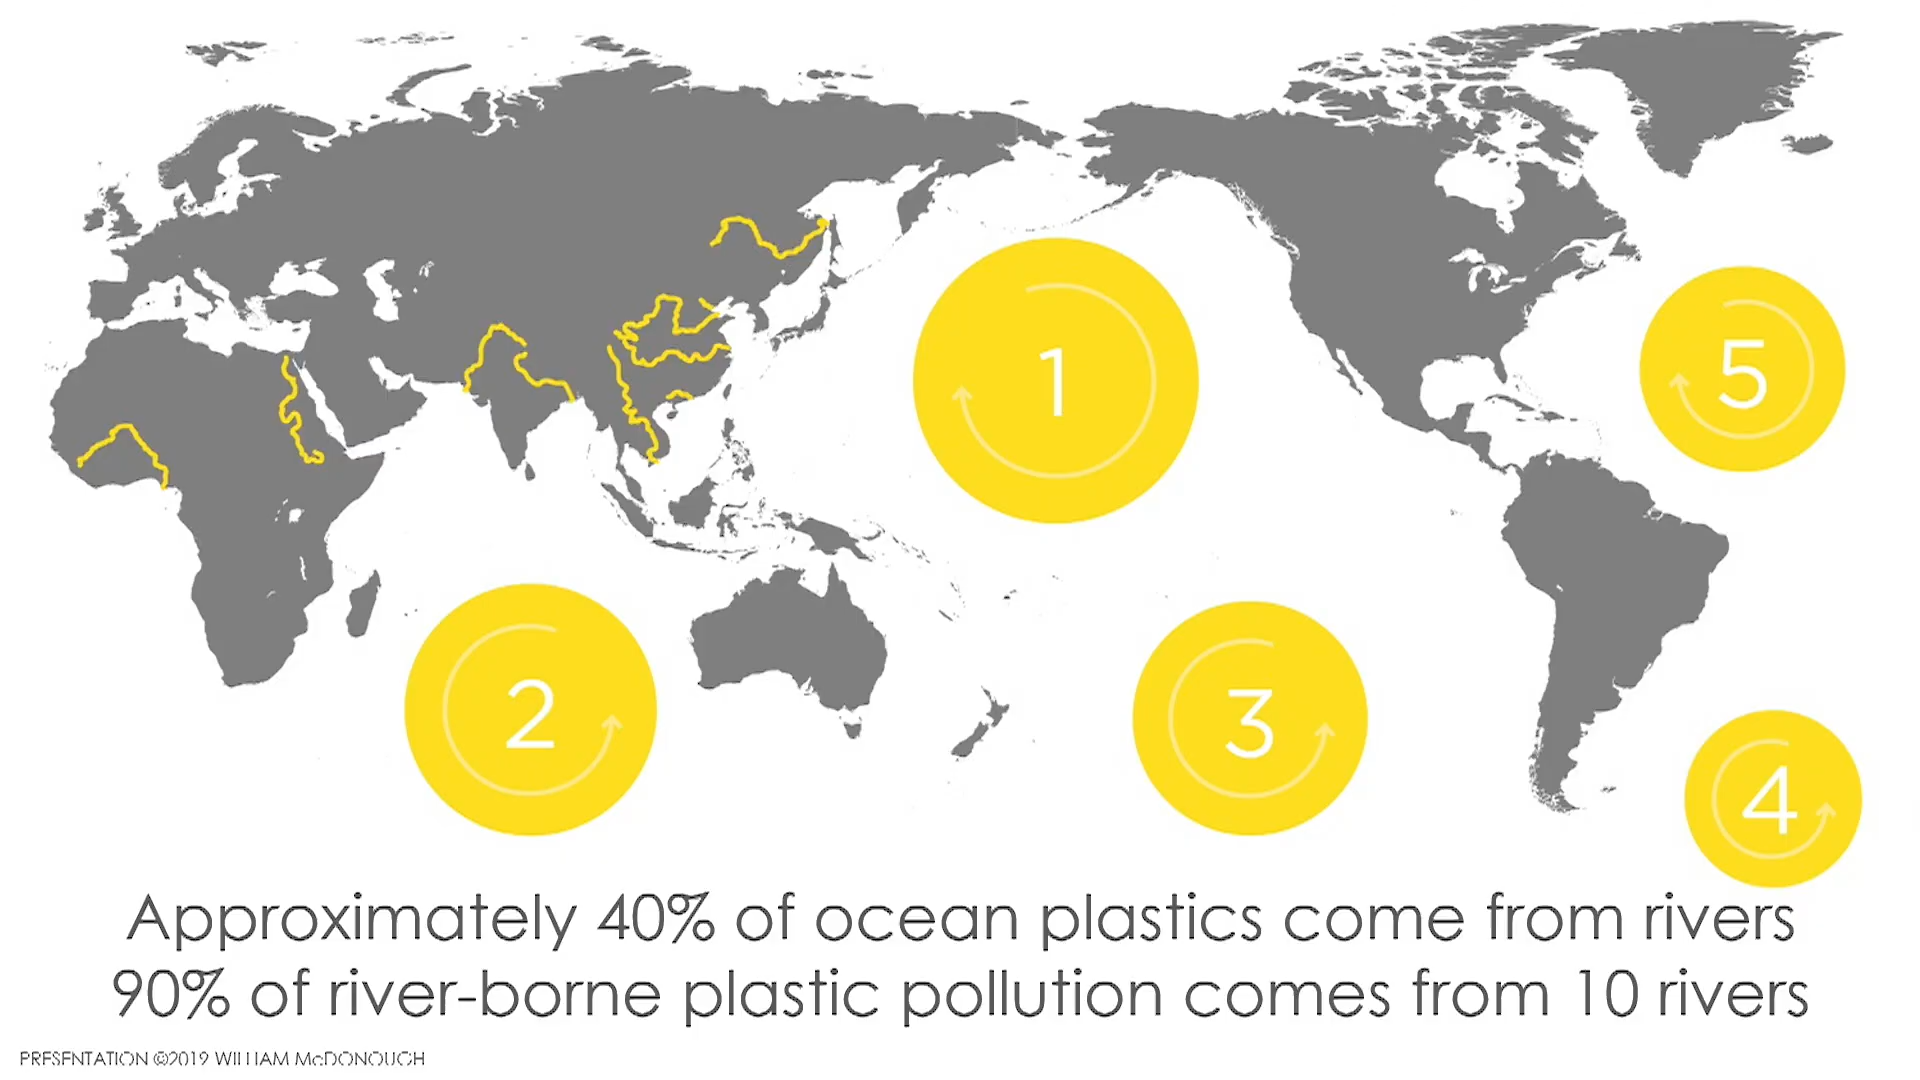 1
5
2
3
4
Approximately 40% of ocean plastics come from rivers
90% of river-borne plastic pollution comes from 10 rivers
PRESENTATION ©2019 WILLIAM McDONOUGH